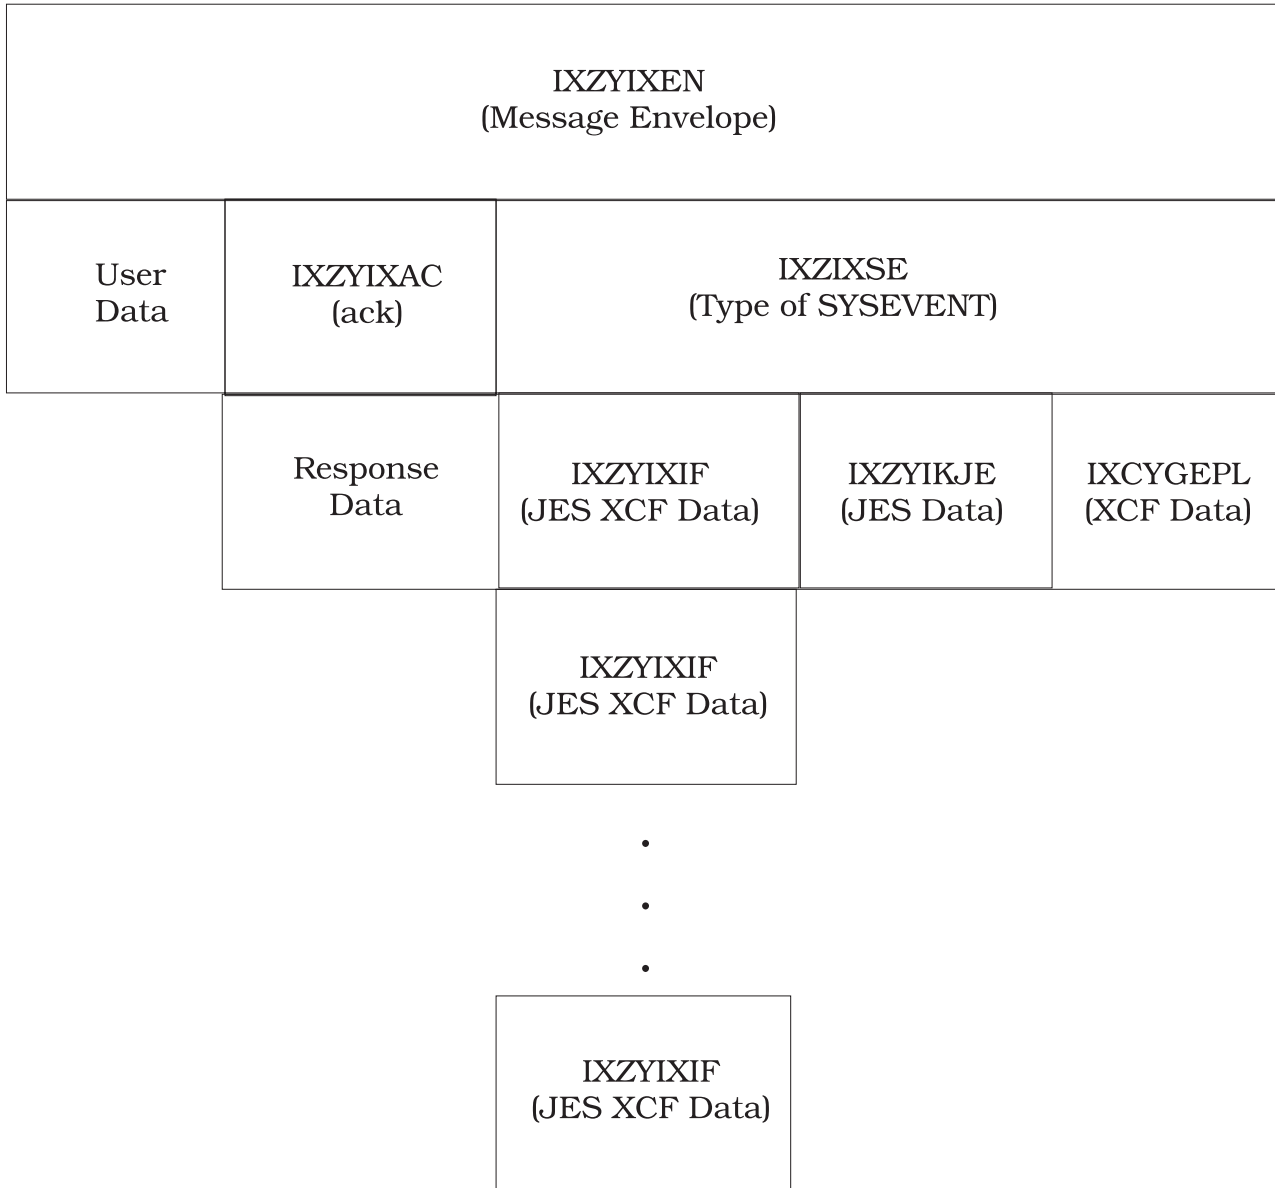 IXZYIXEN
(Message Envelope)
User
Data
IXZYIXAC
(ack)
IXZIXSE
(Type of SYSEVENT)
Response
Data
IXZYIXIF
(JES XCF Data)
IXZYIKJE
(JES Data)
IXCYGEPL
(XCF Data)
IXZYIXIF
(JES XCF Data)
IXZYIXIF
(JES XCF Data)